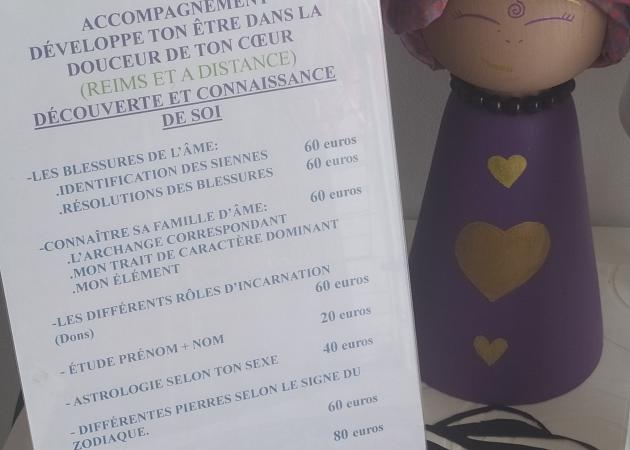 ACCOMPAGNEMENT
DÉVELOPPE TON ÊTRE DANS LA
DOUCEUR DE TON CŒUR
(REIMS ET A DISTANCE)
DÉCOUVERTE ET CONNAISSANCE
DE SOI
-LES BLESSURES DE L'ÂME: 60 euros
.IDENTIFICATION DES SIENNES 60 euros
.RÉSOLUTIONS DES BLESSURES
60 euros
-CONNAÎTRE SA FAMILLE D'ÂME:
.L'ARCHANGE CORRESPONDANT
.MON TRAIT DE CARACTÈRE DOMINANT
.MON ÉLÉMENT
-LES DIFFÉRENTS RÔLES D'INCARNATION
(Dons) 60 euros
- ÉTUDE PRÉNOM + NOM 20 euros
- ASTROLOGIE SELON TON SEXE 40 euros
- DIFFÉRENTES PIERRES SELON LE SIGNE DU
ZODIAQUE. 60 euros
80 euros